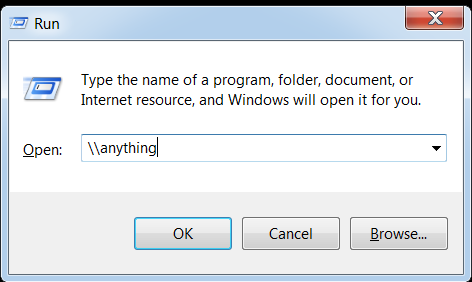 Run
Type the name of a program, folder, document, or
Internet resource, and Windows will open it for you.
Open: \\anything
OK Cancel Browse...